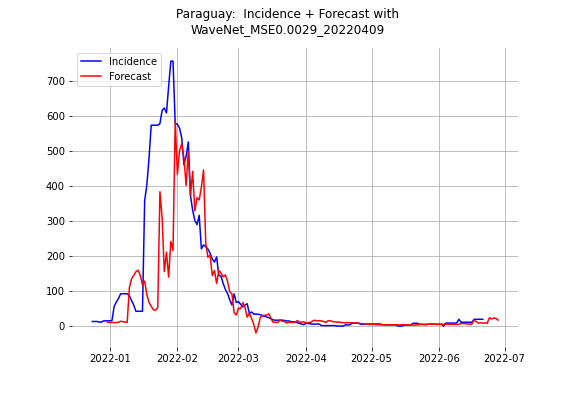 Paraguay:  Incidence + Forecast with
WaveNet_MSE0.0029_20220409
Incidence
Forecast
700
600
500
400
300
200
100
0
2022-01 2022-02 2022-03 2022-04 2022-05 2022-06 2022-07